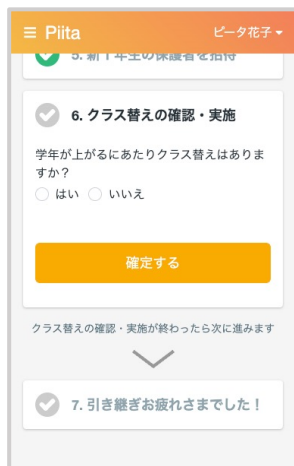 Piita
ピータ花子
5. 新1年生の保護者を招待
6. クラス替えの確認・実施
学年が上がるにあたりクラス替えはありま
すか？
はい いいえ
確定する
クラス替えの確認・実施が終わったら次に進みます
7. 引き継ぎお疲れさまでした！